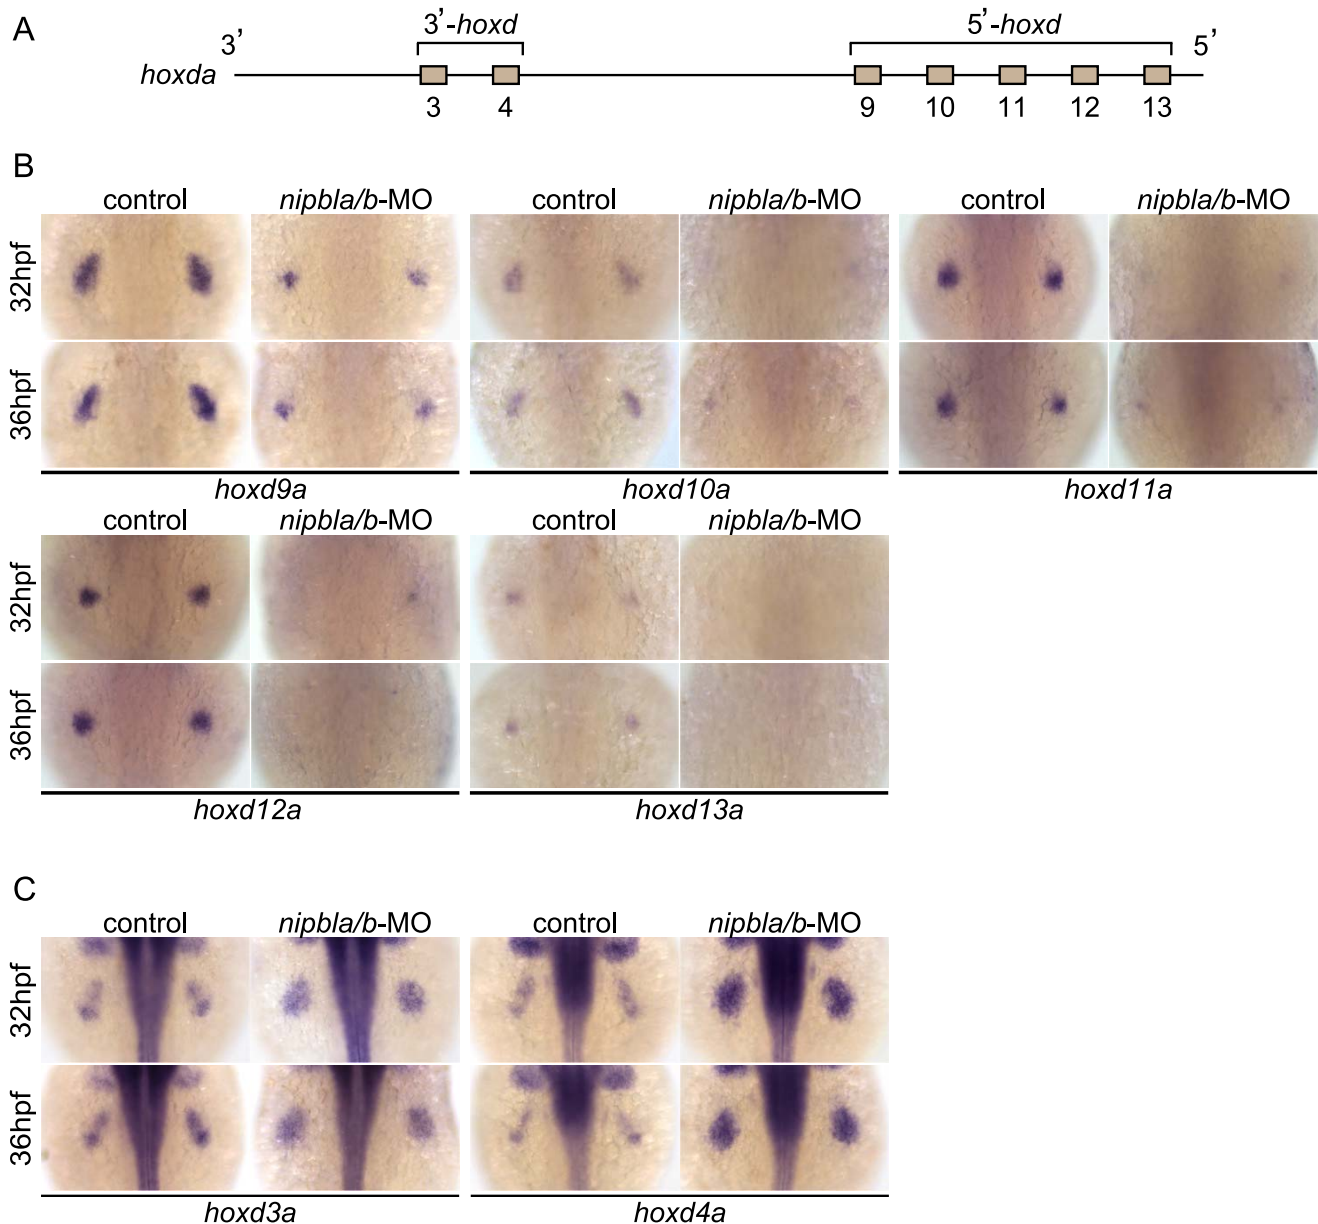 A
3’
3’-hoxd
5’-hoxd
5’
hoxda
3 4 9 10 11 12 13
B
control nipbla/b-MO control nipbla/b-MO control nipbla/b-MO
32hpf
36hpf
hoxd9a hoxd10a hoxd11a
control nipbla/b-MO control nipbla/b-MO
32hpf
36hpf
hoxd12a hoxd13a
C
control nipbla/b-MO control nipbla/b-MO
32hpf
36hpf
hoxd3a hoxd4a